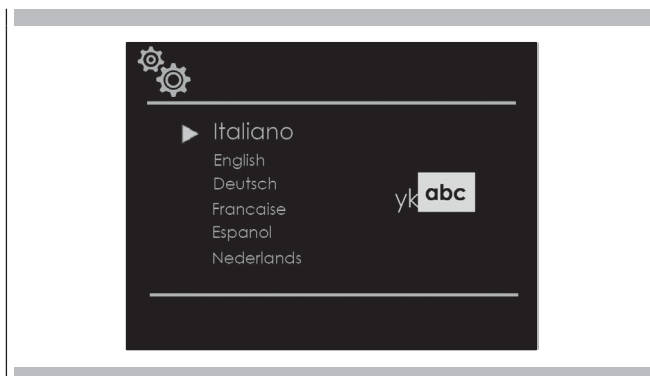 Italiano
English
Deutsch
yk abc
Francaise
Espanol
Nederlands